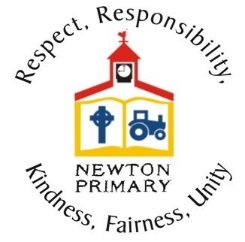 Respect, Responsibility,
NEWTON
PRIMARY
Kindness, Fairness, Unity